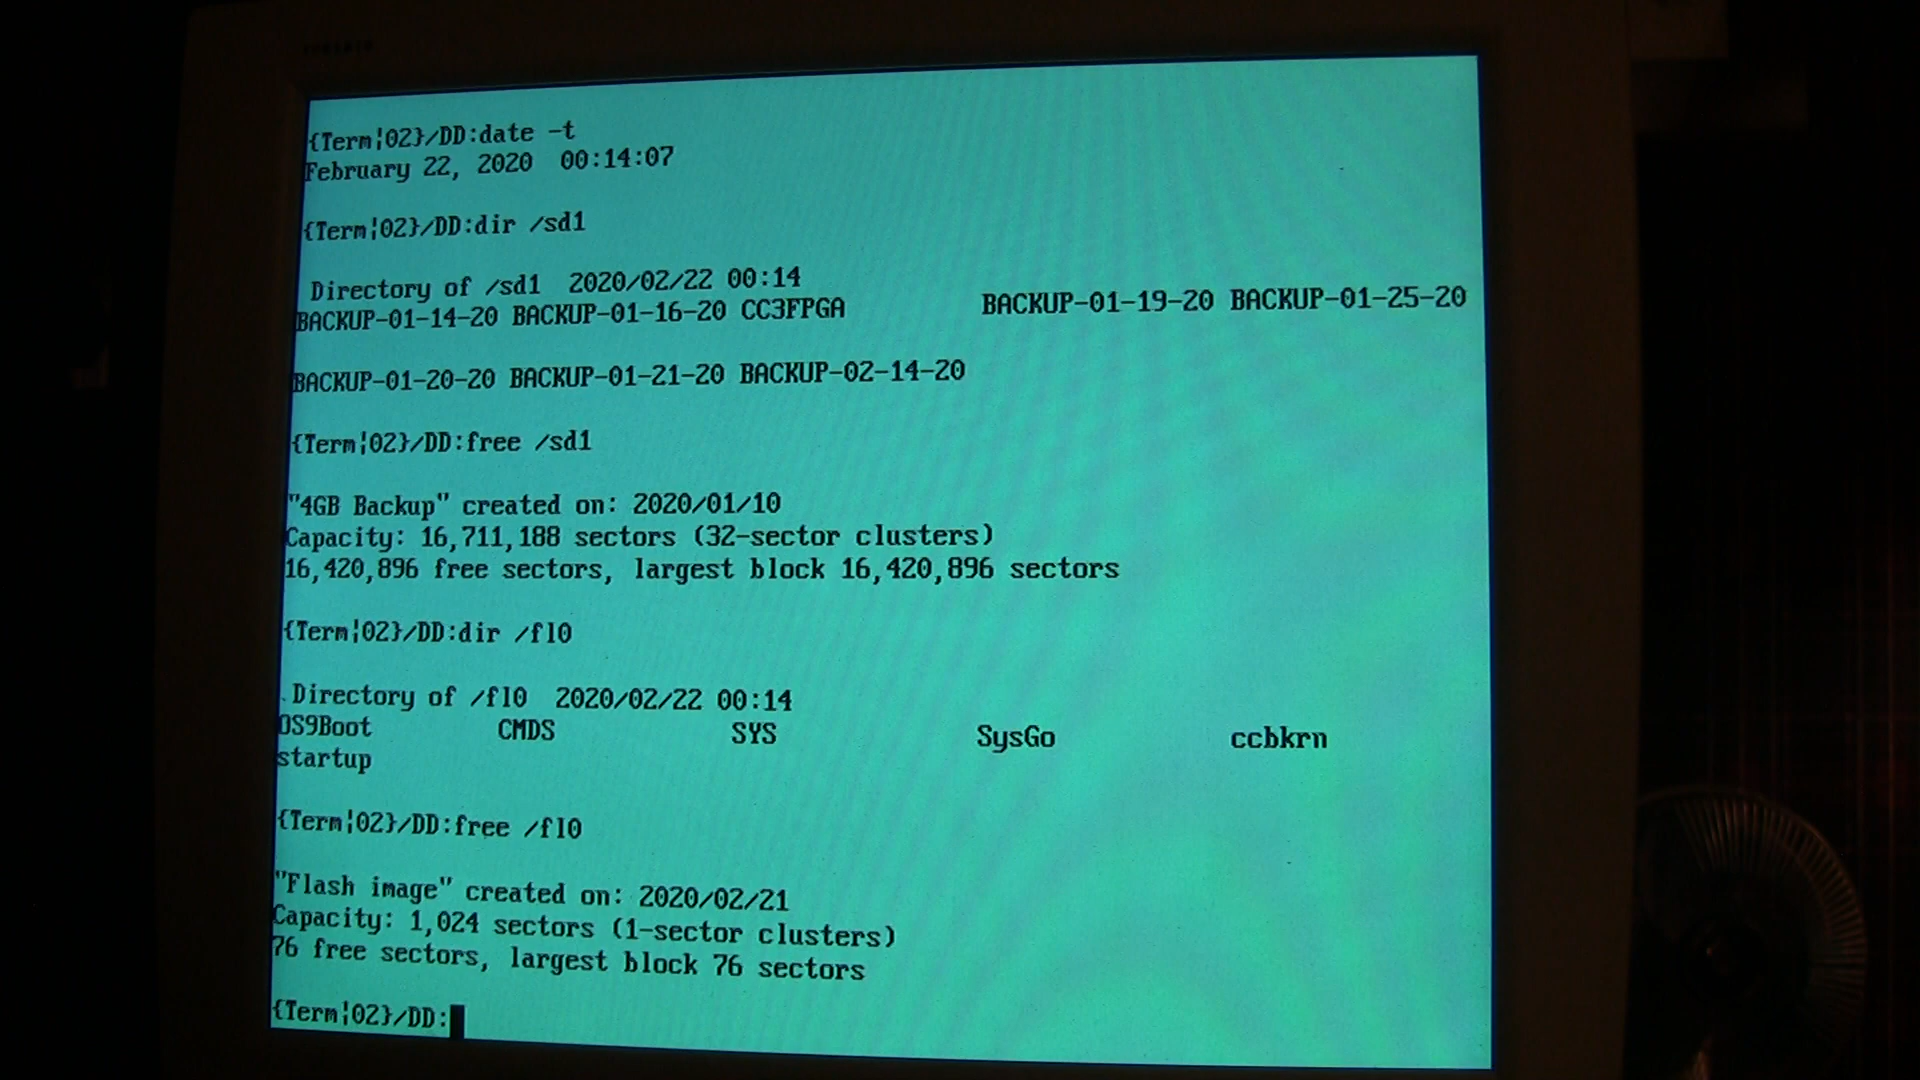 {Term¦02}/DD:date -t
February 22, 2020  00:14:07
{Term¦02}/DD:dir /sd1
Directory of /sd1  2020/02/22 00:14
BACKUP-01-14-20 BACKUP-01-16-20 CC3FPGA BACKUP-01-19-20 BACKUP-01-25-20
BACKUP-01-20-20 BACKUP-01-21-20 BACKUP-02-14-20
{Term¦02}/DD:free /sd1
"4GB Backup" created on: 2020/01/10
Capacity: 16,711,188 sectors (32-sector clusters)
16,420,896 free sectors, largest block 16,420,896 sectors
{Term¦02}/DD:dir /fl0
Directory of /fl0  2020/02/22 00:14
OS9Boot CMDS SYS SysGo ccbkrn
startup
{Term¦02}/DD:free /fl0
"Flash image" created on: 2020/02/21
Capacity: 1,024 sectors (1-sector clusters)
76 free sectors, largest block 76 sectors
{Term¦02}/DD: